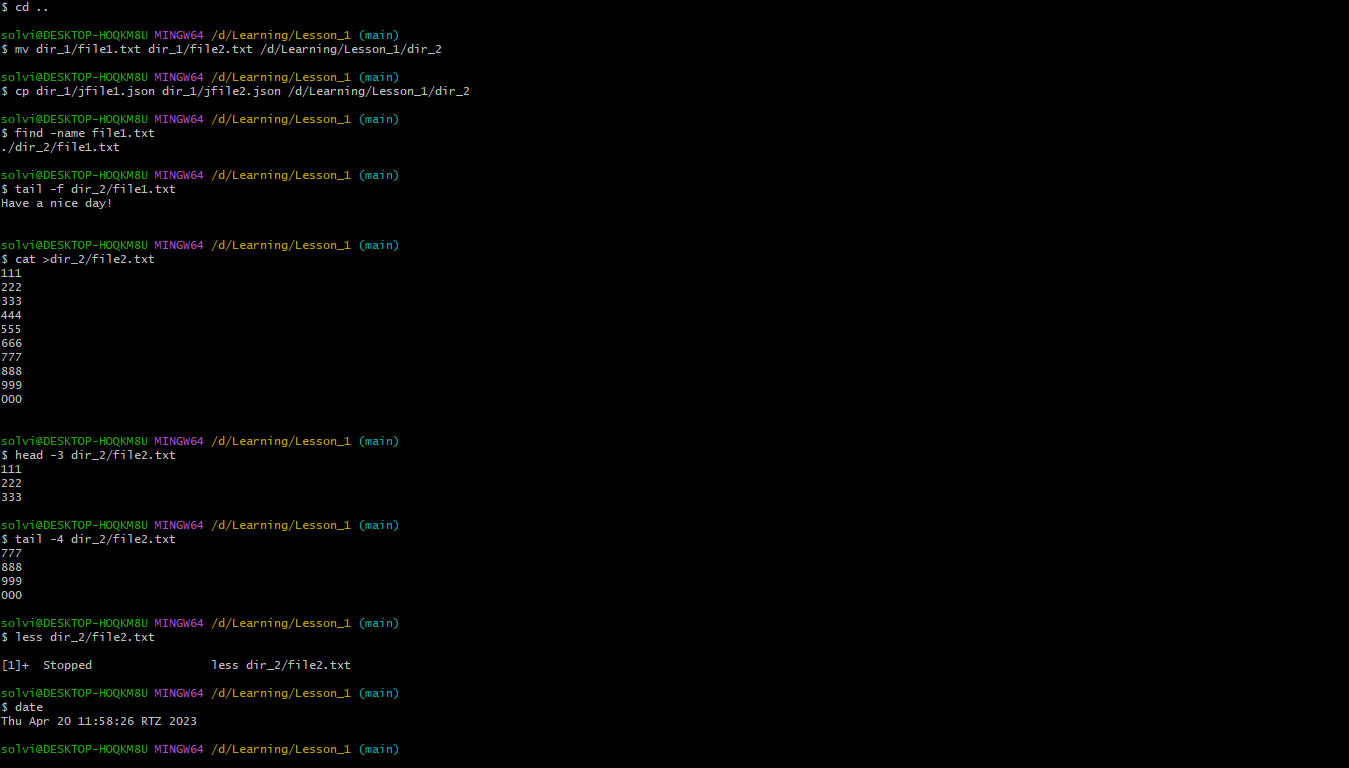 $ cd ..
solvi@DESKTOP-HOQKM8U MINGW64 /d/Learning/Lesson_1 (main)
$ mv dir_1/file1.txt dir_1/file2.txt /d/Learning/Lesson_1/dir_2
solvi@DESKTOP-HOQKM8U MINGW64 /d/Learning/Lesson_1 (main)
$ cp dir_1/jfile1.json dir_1/jfile2.json /d/Learning/Lesson_1/dir_2
solvi@DESKTOP-HOQKM8U MINGW64 /d/Learning/Lesson_1 (main)
$ find -name file1.txt
./dir_2/file1.txt
solvi@DESKTOP-HOQKM8U MINGW64 /d/Learning/Lesson_1 (main)
$ tail -f dir_2/file1.txt
Have a nice day!
solvi@DESKTOP-HOQKM8U MINGW64 /d/Learning/Lesson_1 (main)
$ cat >dir_2/file2.txt
111
222
333
444
555
666
777
888
999
000
solvi@DESKTOP-HOQKM8U MINGW64 /d/Learning/Lesson_1 (main)
$ head -3 dir_2/file2.txt
111
222
333
solvi@DESKTOP-HOQKM8U MINGW64 /d/Learning/Lesson_1 (main)
$ tail -4 dir_2/file2.txt
777
888
999
000
solvi@DESKTOP-HOQKM8U MINGW64 /d/Learning/Lesson_1 (main)
$ less dir_2/file2.txt
[1]+  Stopped                 less dir_2/file2.txt
solvi@DESKTOP-HOQKM8U MINGW64 /d/Learning/Lesson_1 (main)
$ date
Thu Apr 20 11:58:26 RTZ 2023
solvi@DESKTOP-HOQKM8U MINGW64 /d/Learning/Lesson_1 (main)